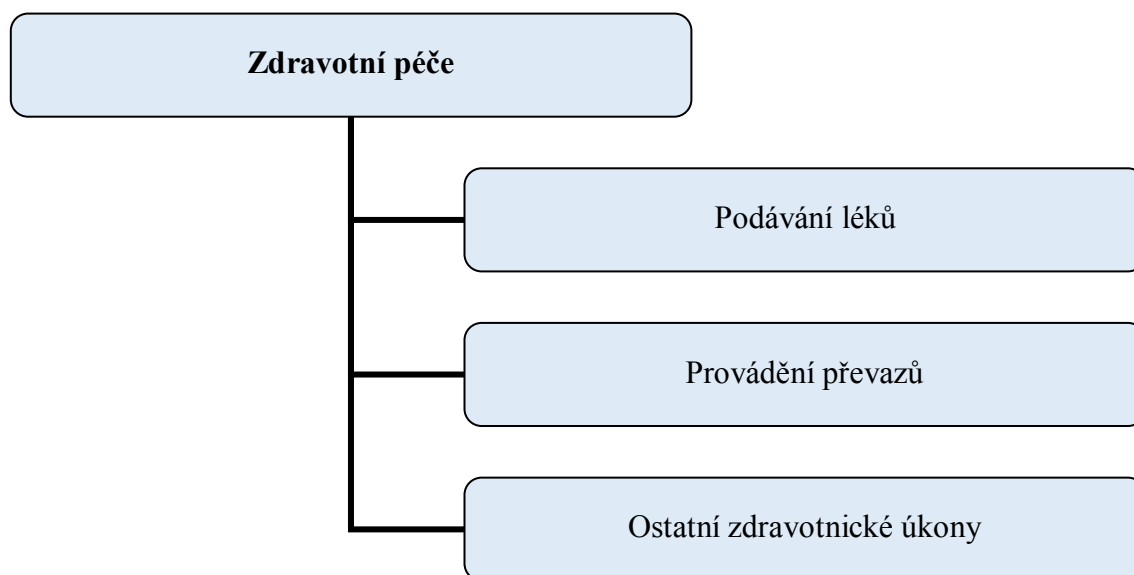 Zdravotní péče
Podávání léků
Provádění převazů
Ostatní zdravotnické úkony